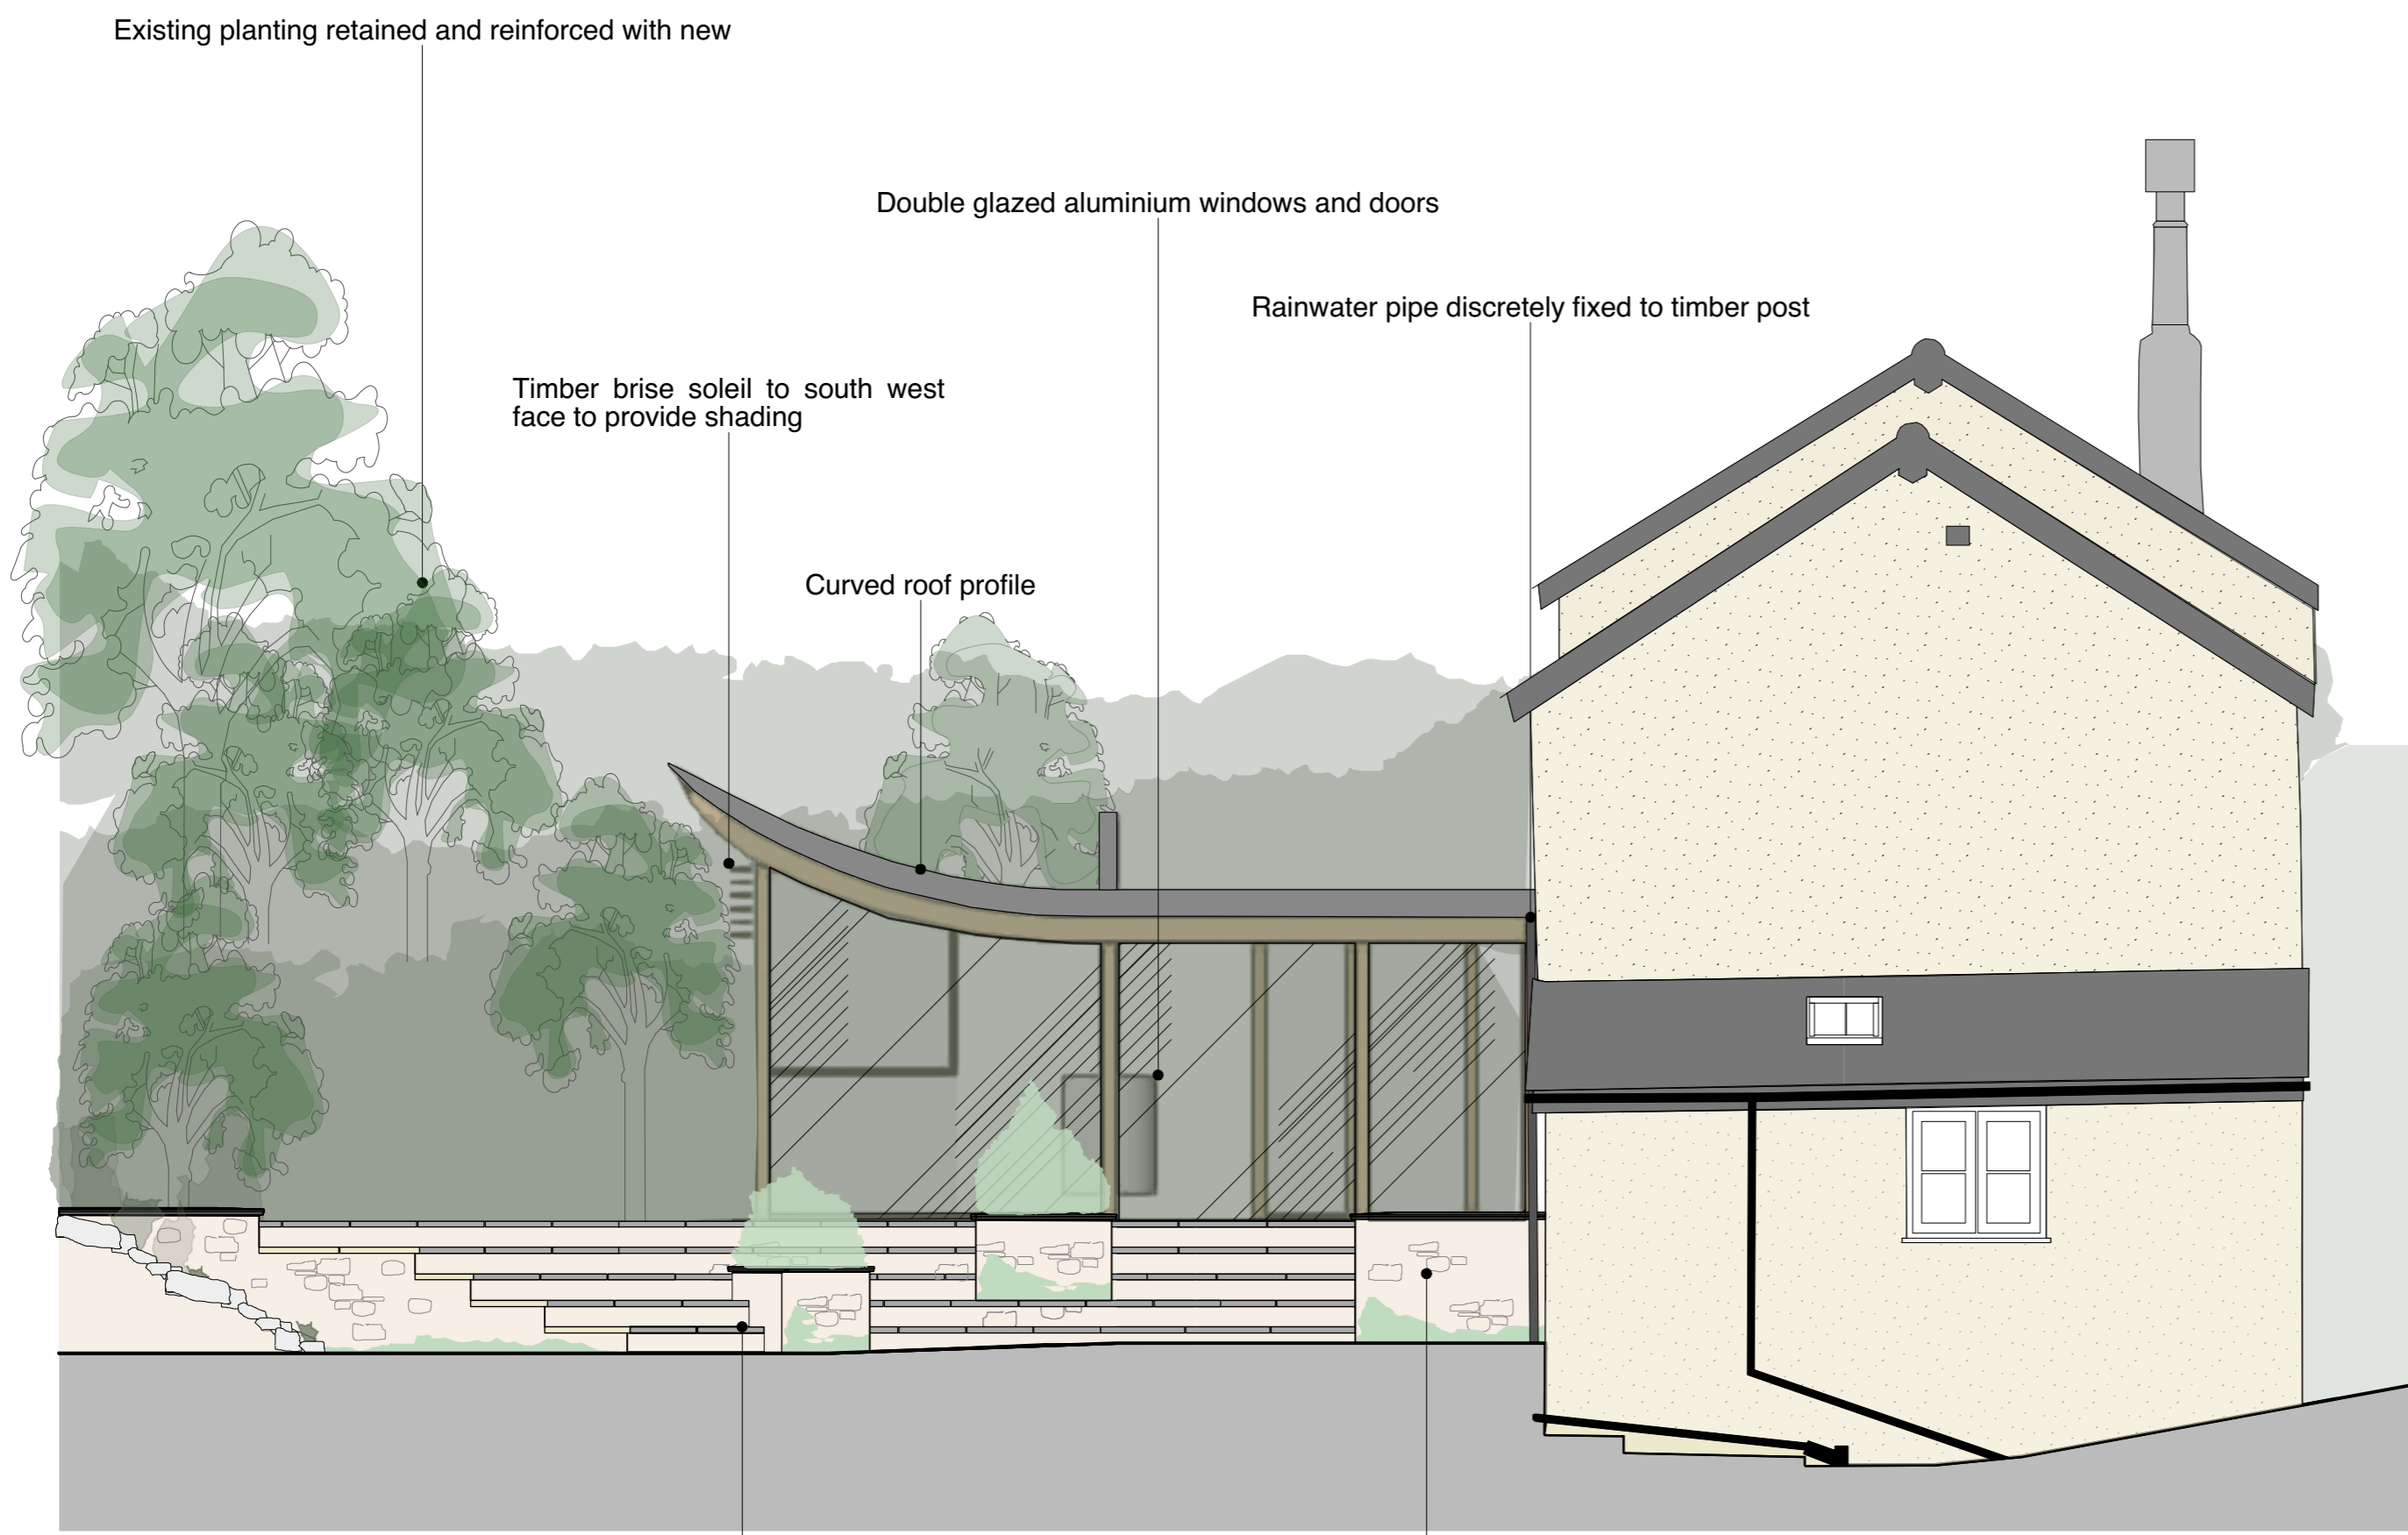 Existing planting retained and reinforced with new
Double glazed aluminium windows and doors
Rainwater pipe discretely fixed to timber post
Timber brise soleil to south west
face to provide shading
Curved roof profile